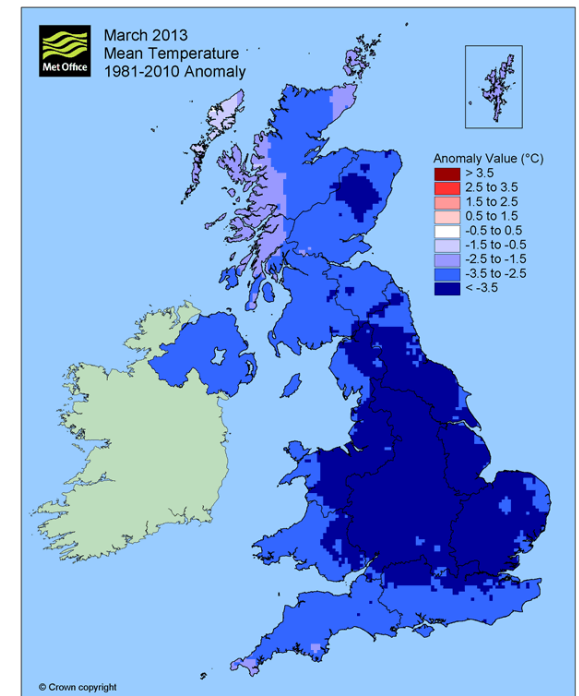 March 2013
Mean Temperature
1981-2010 Anomaly
Met Office
Anomaly Value (°C)
> 3.5
2.5 to 3.5
1.5 to 2.5
0.5 to 1.5
-0.5 to 0.5
-1.5 to -0.5
-2.5 to -1.5
-3.5 to -2.5
< -3.5
© Crown copyright